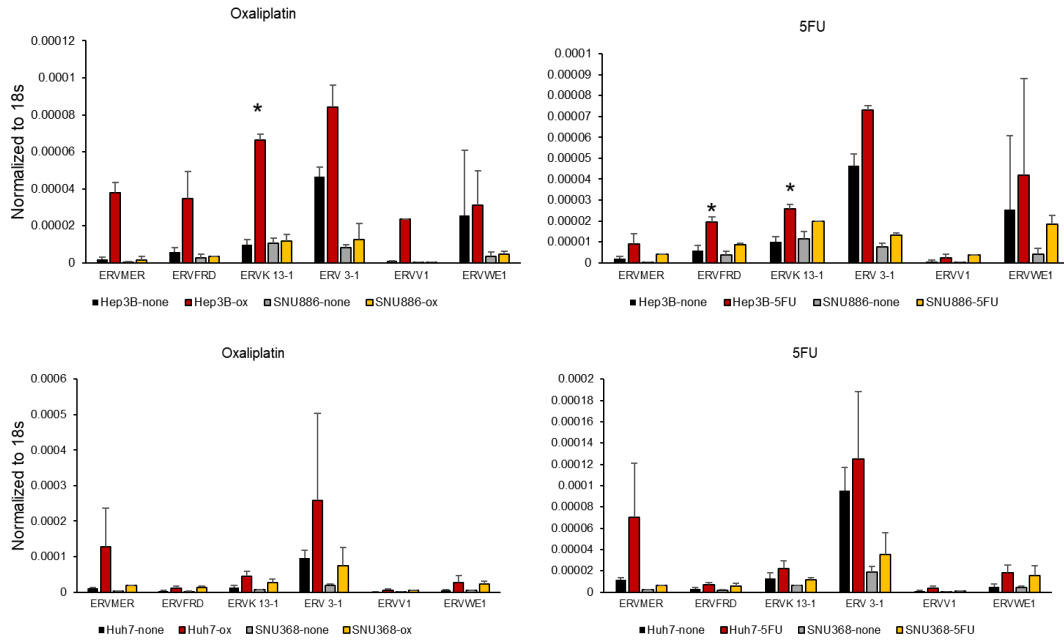 Oxaliplatin
Normalized to 18s
0.00012
0.0001
0.00008
0.00006
0.00004
0.00002
0
*
ERVMER ERVFRD ERVK 13-1 ERV 3-1 ERVV1 ERVWE1
Hep3B-none Hep3B-ox SNU886-none SNU886-ox
5FU
0.0001
0.00009
0.00008
0.00007
0.00006
0.00005
0.00004
0.00003
0.00002
0.00001
0
* *
ERVMER ERVFRD ERVK 13-1 ERV 3-1 ERVV1 ERVWE1
Hep3B-none Hep3B-5FU SNU886-none SNU886-5FU
Oxaliplatin
Normalized to 18s
0.0006
0.0005
0.0004
0.0003
0.0002
0.0001
0
ERVMER ERVFRD ERVK 13-1 ERV 3-1 ERVV1 ERVWE1
Huh7-none Huh7-ox SNU368-none SNU368-ox
5FU
0.0002
0.00018
0.00016
0.00014
0.00012
0.0001
0.00008
0.00006
0.00004
0.00002
0
ERVMER ERVFRD ERVK 13-1 ERV 3-1 ERVV1 ERVWE1
Huh7-none Huh7-5FU SNU368-none SNU368-5FU